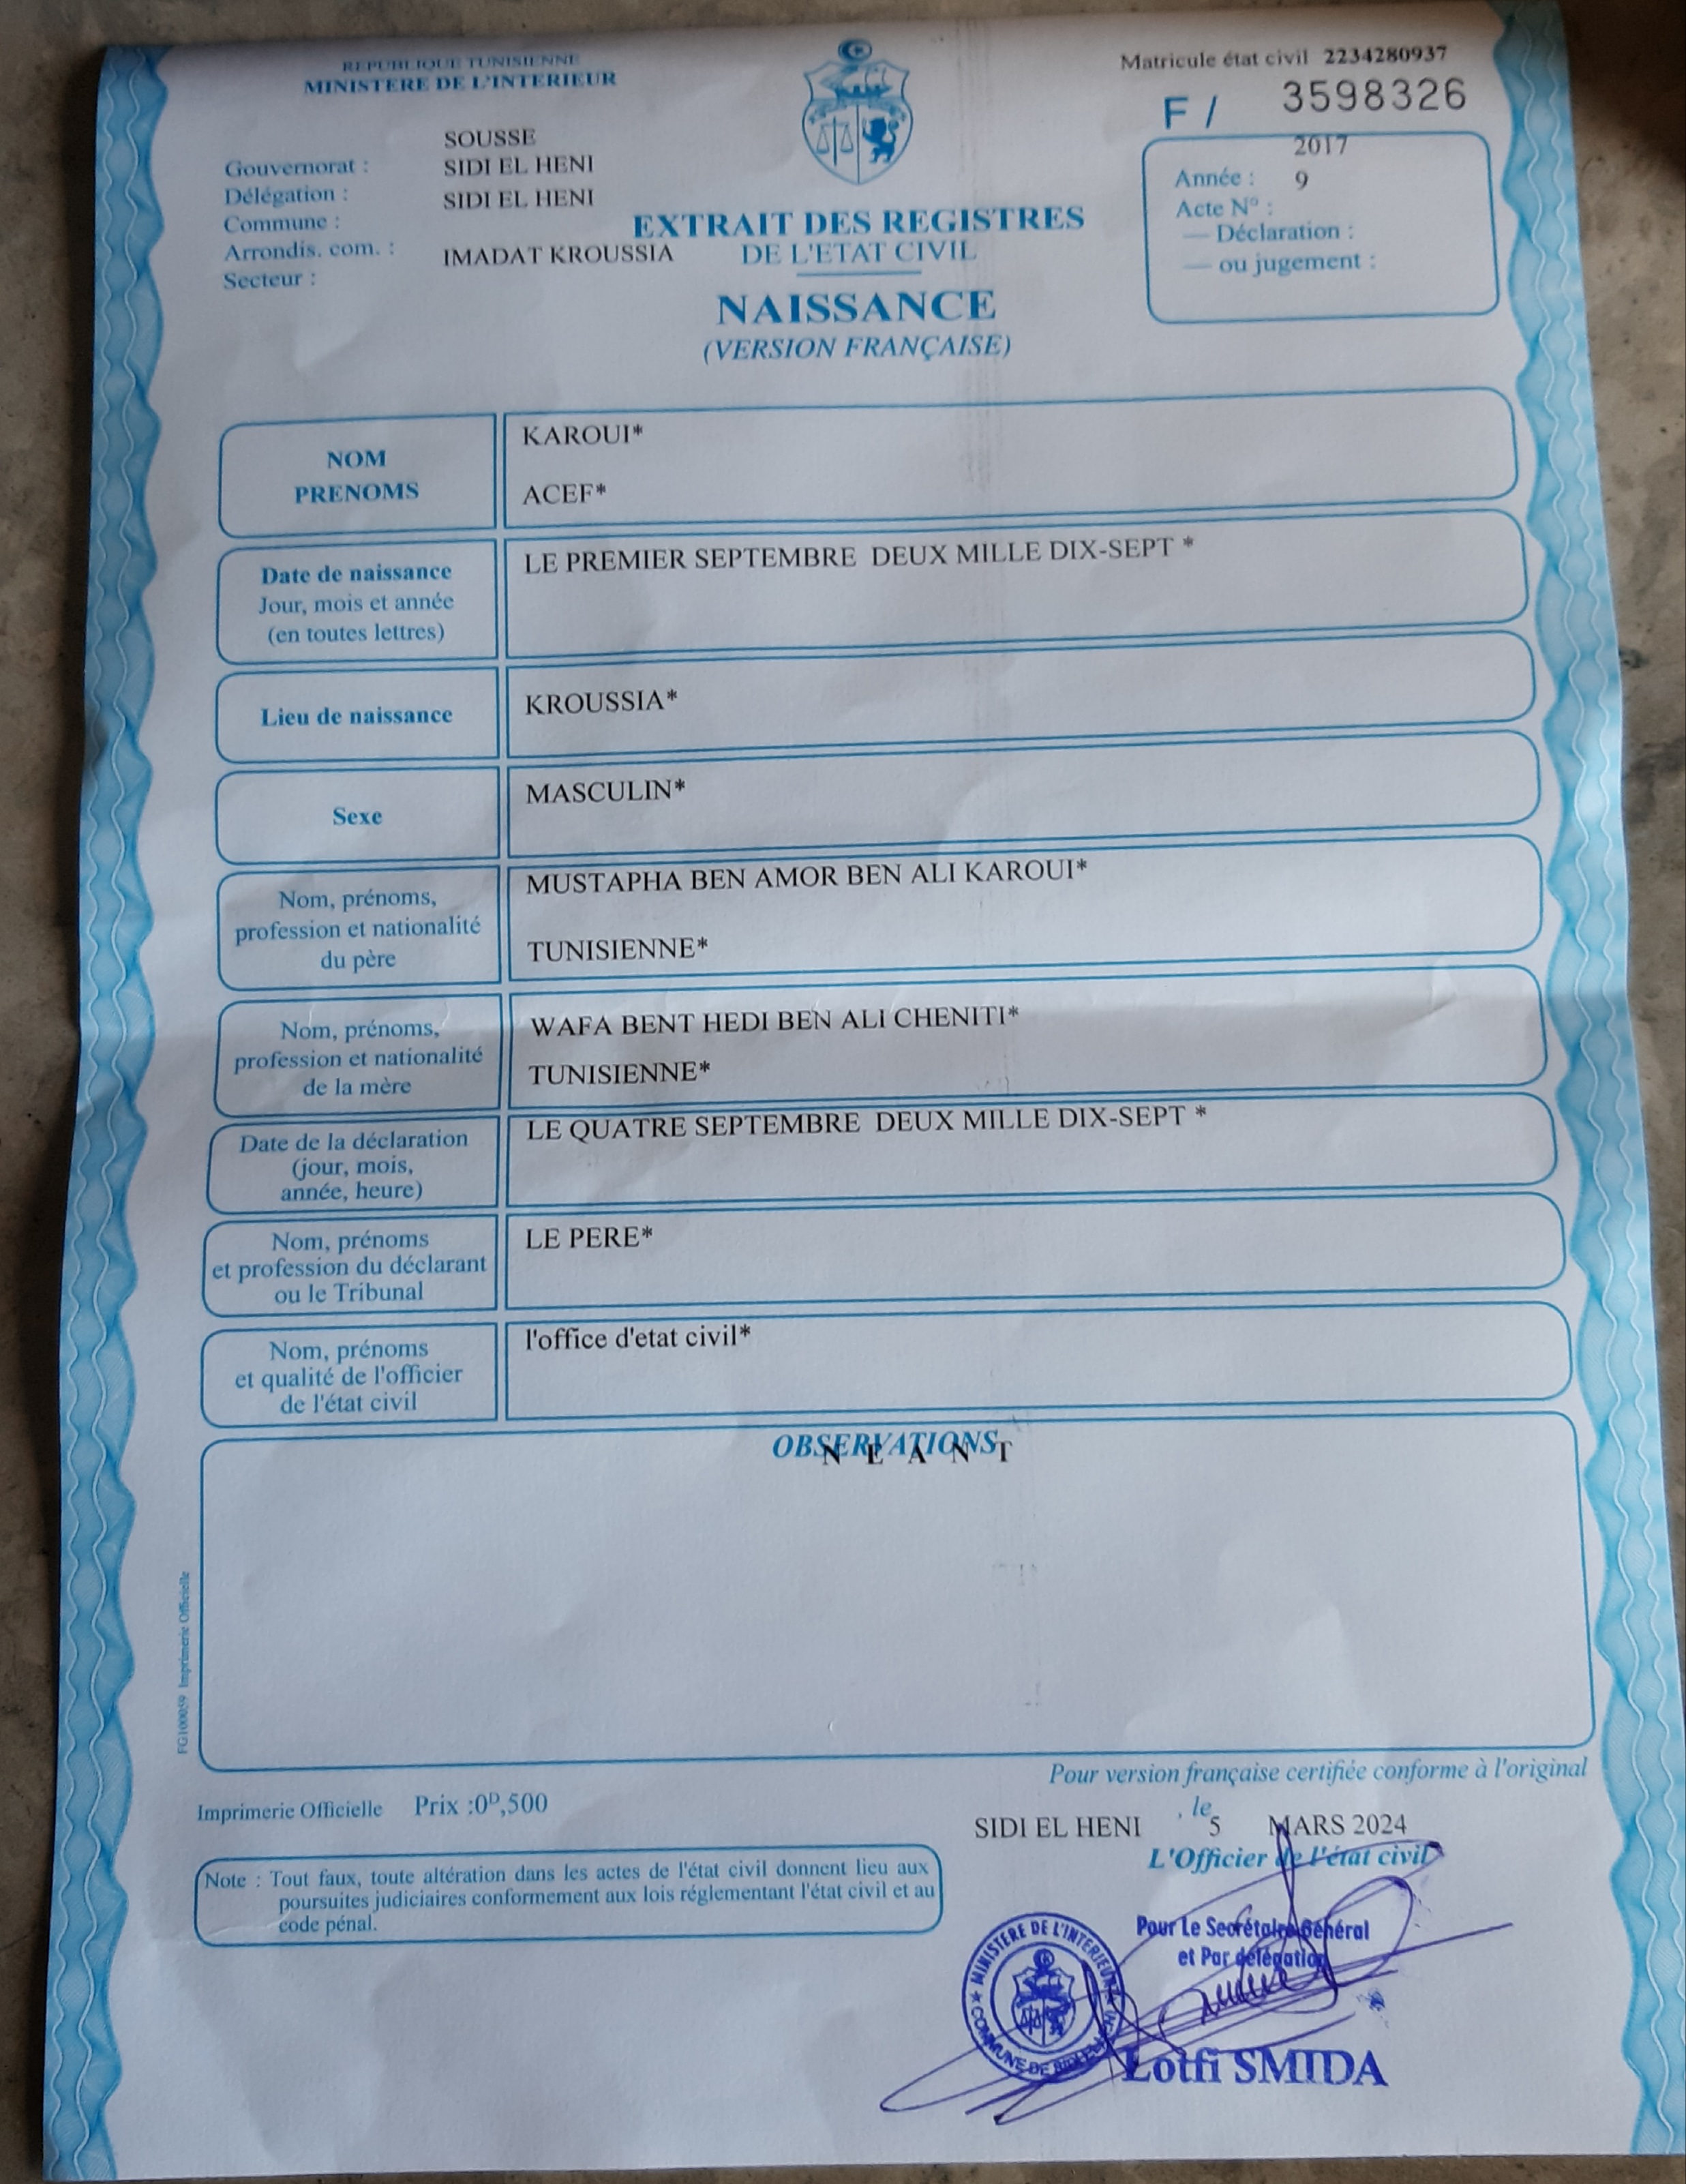 REPUBLIQUE TUNISIENNE
MINISTERE DE L'INTERIEUR
Matricule état civil 2234280937
F / 3598326
SOUSSE
Gouvernorat : SIDI EL HENI
Délégation : SIDI EL HENI
Commune :
Arrondis. com. : IMADAT KROUSSIA
Secteur :
EXTRAIT DES REGISTRES
DE L'ETAT CIVIL
NAISSANCE
(VERSION FRANÇAISE)
2017
Année : 9
Acte N° :
— Déclaration :
— ou jugement :
NOM
PRENOMS
KAROUI*
ACEF*
Date de naissance
Jour, mois et année
(en toutes lettres)
LE PREMIER SEPTEMBRE DEUX MILLE DIX-SEPT *
Lieu de naissance
KROUSSIA*
Sexe
MASCULIN*
Nom, prénoms,
profession et nationalité
du père
MUSTAPHA BEN AMOR BEN ALI KAROUI*
TUNISIENNE*
Nom, prénoms,
profession et nationalité
de la mère
WAFA BENT HEDI BEN ALI CHENITI*
TUNISIENNE*
Date de la déclaration
(jour, mois,
année, heure)
LE QUATRE SEPTEMBRE DEUX MILLE DIX-SEPT *
Nom, prénoms
et profession du déclarant
ou le Tribunal
LE PERE*
Nom, prénoms
et qualité de l'officier
de l'état civil
l'office d'etat civil*
OBSERVATIONS
N E A N T
FG100059 Imprimerie Officielle
Pour version française certifiée conforme à l'original
Imprimerie Officielle Prix :0D,500
SIDI EL HENI , le 5 MARS 2024
L'Officier de l'état civil
Note : Tout faux, toute altération dans les actes de l'état civil donnent lieu aux
poursuites judiciaires conformement aux lois réglementant l'état civil et au
code pénal.
Pour Le Secrétaire Général
et Par délégation
MINISTERE DE L'INTERIEUR
COMMUNE DE SIDI EL HENI
Lotfi SMIDA